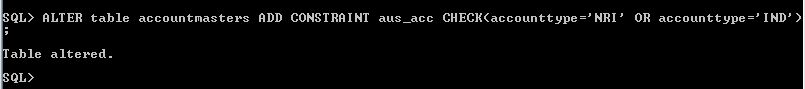 SQL> ALTER table accountmasters ADD CONSTRAINT aus_acc CHECK(accounttype='NRI' OR accounttype='IND')
;
Table altered.
SQL>